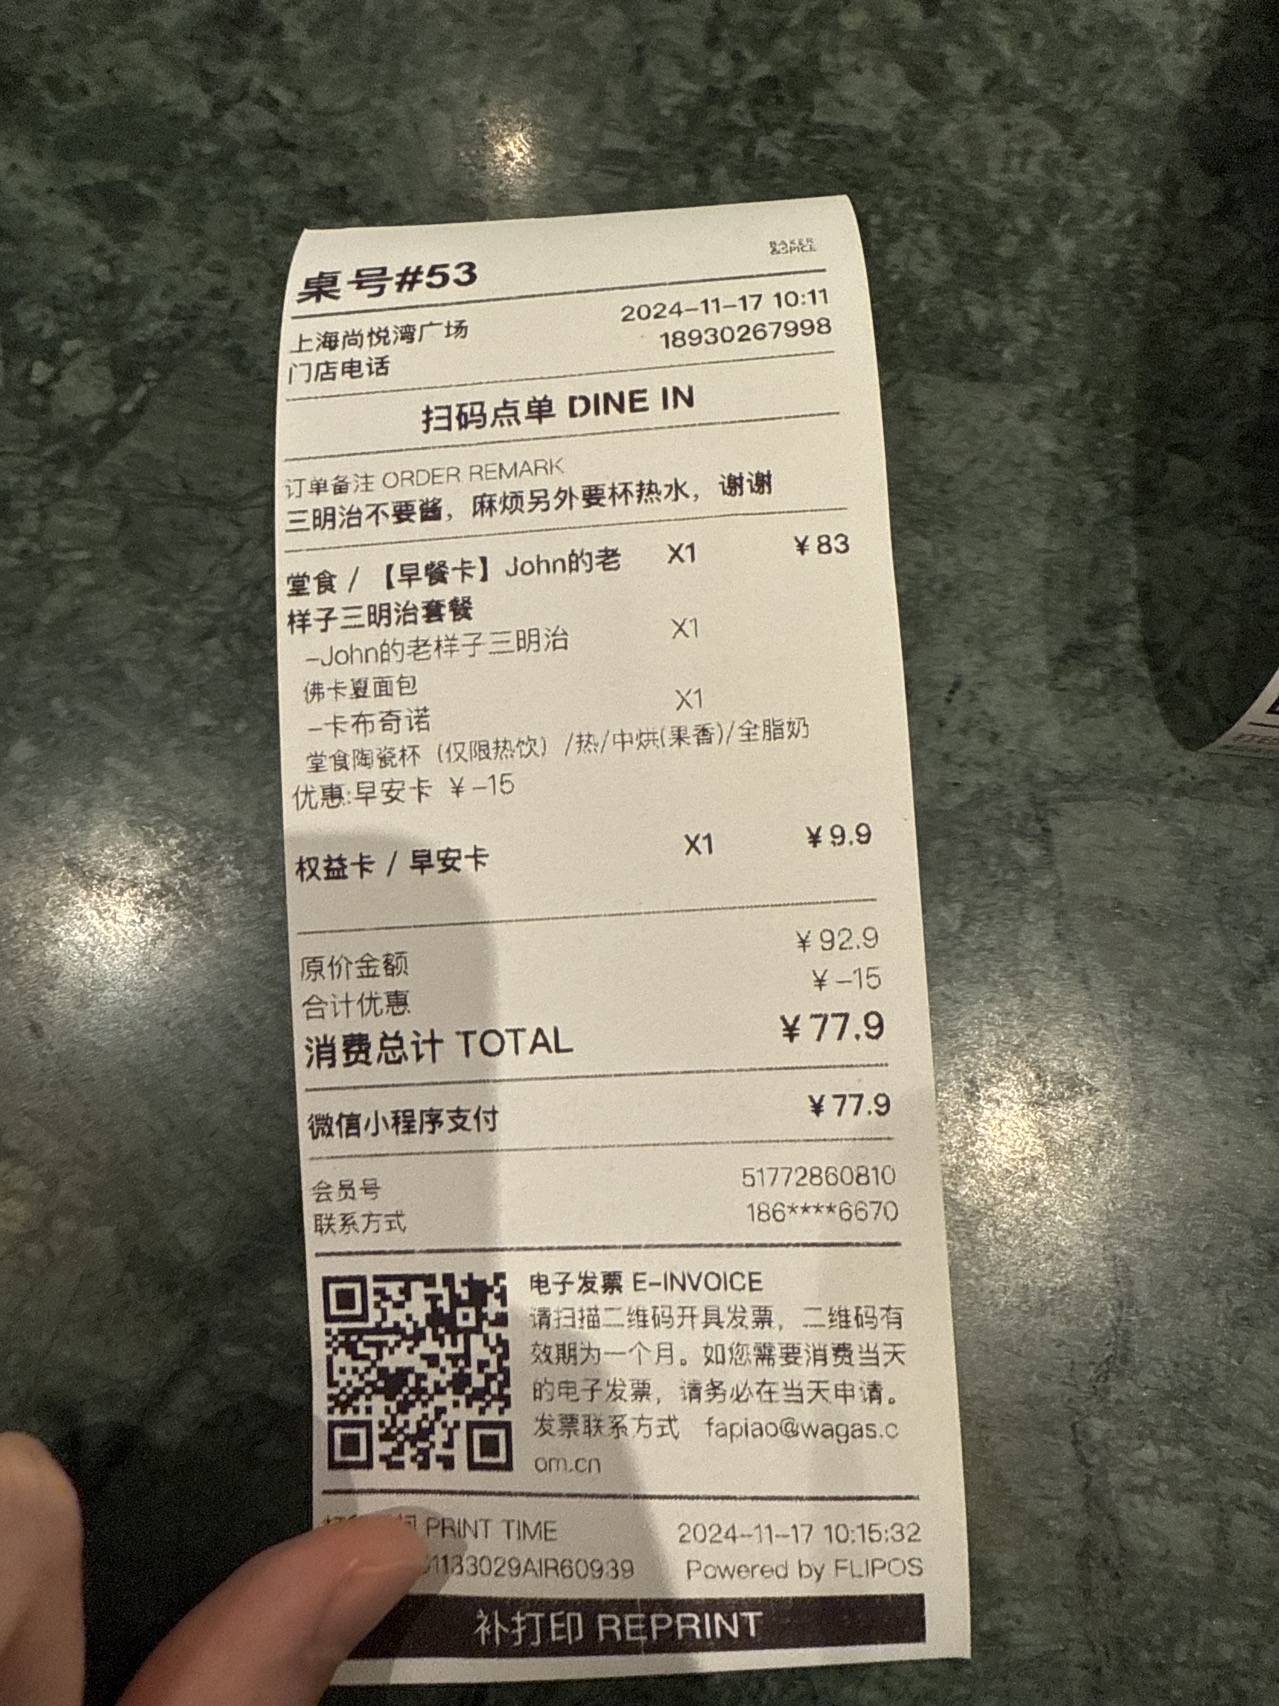 BAKER
&SPICE
桌号#53
上海尚悦湾广场 2024-11-17 10:11
门店电话 18930267998
扫码点单 DINE IN
订单备注 ORDER REMARK
三明治不要酱，麻烦另外要杯热水，谢谢
堂食 / 【早餐卡】John的老 X1 ￥83
样子三明治套餐
-John的老样子三明治 X1
佛卡夏面包
-卡布奇诺 X1
堂食陶瓷杯（仅限热饮）/热/中烘(果香)/全脂奶
优惠:早安卡 ￥-15
权益卡 / 早安卡 X1 ￥9.9
原价金额 ￥92.9
合计优惠 ￥-15
消费总计 TOTAL ￥77.9
微信小程序支付 ￥77.9
会员号 51772860810
联系方式 186****6670
电子发票 E-INVOICE
请扫描二维码开具发票，二维码有
效期为一个月。如您需要消费当天
的电子发票，请务必在当天申请。
发票联系方式 fapiao@wagas.c
om.cn
PRINT TIME 2024-11-17 10:15:32
1133029AIR60939 Powered by FLIPOS
补打印 REPRINT